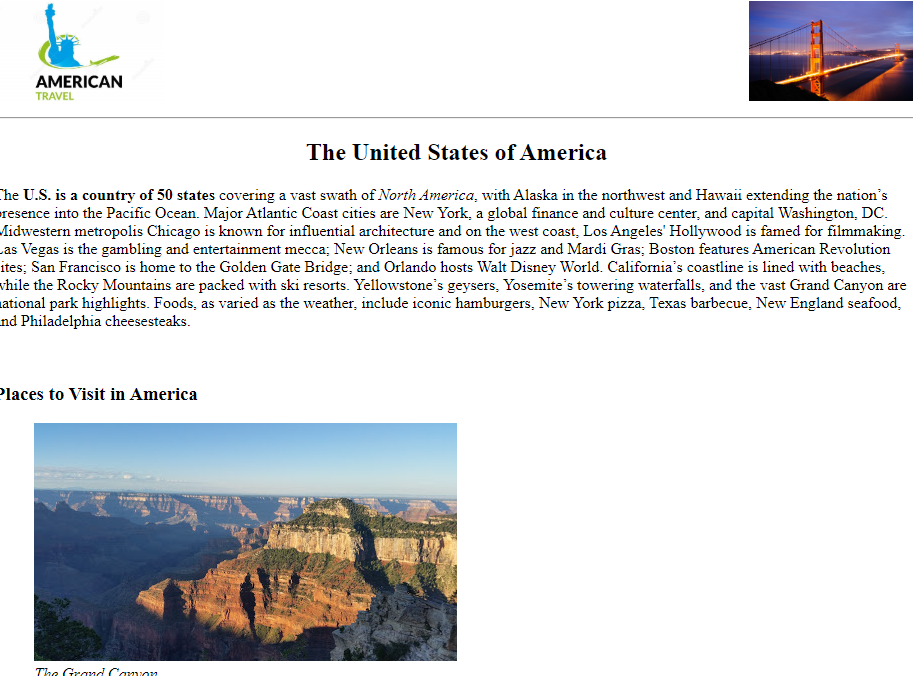 AMERICAN
TRAVEL
The United States of America
The U.S. is a country of 50 states covering a vast swath of North America, with Alaska in the northwest and Hawaii extending the nation’s
presence into the Pacific Ocean. Major Atlantic Coast cities are New York, a global finance and culture center, and capital Washington, DC.
Midwestern metropolis Chicago is known for influential architecture and on the west coast, Los Angeles' Hollywood is famed for filmmaking.
Las Vegas is the gambling and entertainment mecca; New Orleans is famous for jazz and Mardi Gras; Boston features American Revolution
sites; San Francisco is home to the Golden Gate Bridge; and Orlando hosts Walt Disney World. California’s coastline is lined with beaches,
while the Rocky Mountains are packed with ski resorts. Yellowstone’s geysers, Yosemite’s towering waterfalls, and the vast Grand Canyon are
national park highlights. Foods, as varied as the weather, include iconic hamburgers, New York pizza, Texas barbecue, New England seafood,
and Philadelphia cheesesteaks.
Places to Visit in America
The Grand Canyon